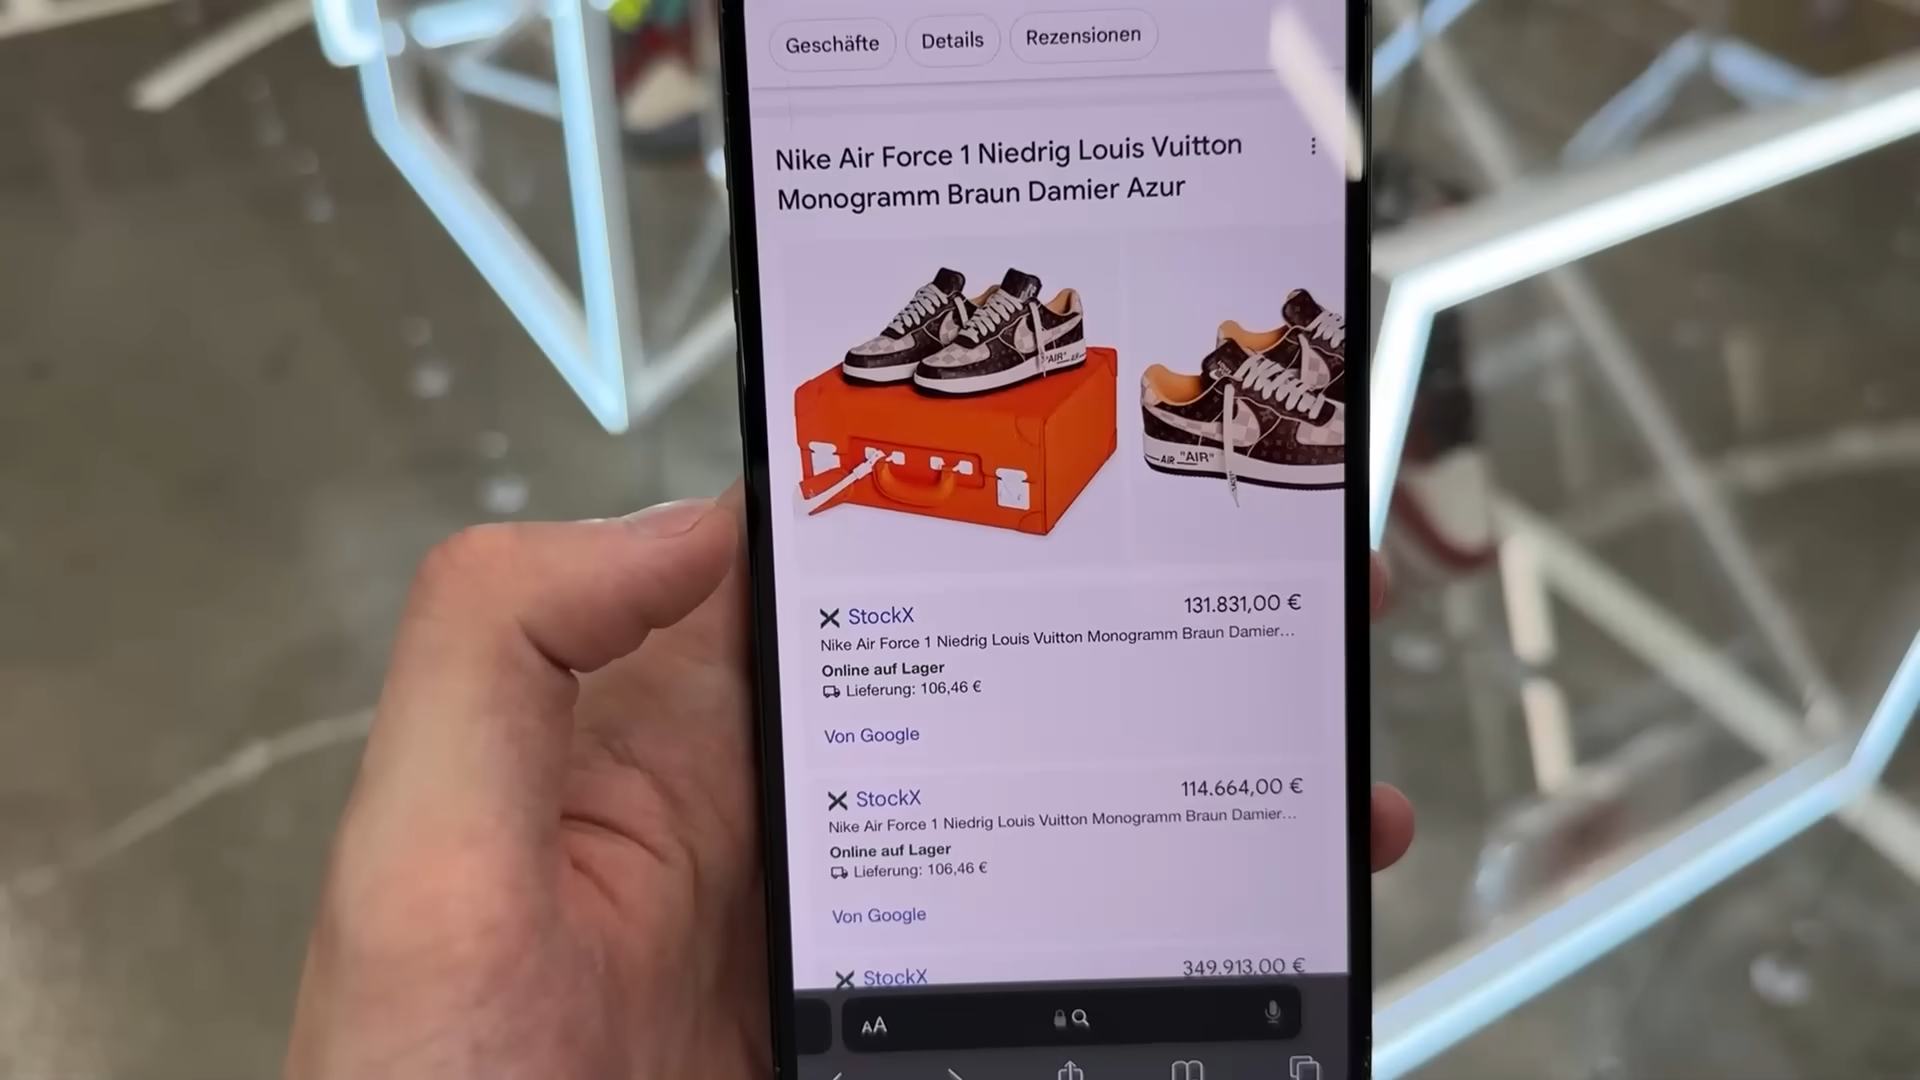 Geschäfte
Details
Rezensionen
Nike Air Force 1 Niedrig Louis Vuitton
Monogramm Braun Damier Azur
"AIR"
AIR "AIR"
StockX
131.831,00 €
Nike Air Force 1 Niedrig Louis Vuitton Monogramm Braun Damier...
Online auf Lager
Lieferung: 106,46 €
Von Google
StockX
114.664,00 €
Nike Air Force 1 Niedrig Louis Vuitton Monogramm Braun Damier...
Online auf Lager
Lieferung: 106,46 €
Von Google
StockX
349.913,00 €
AA